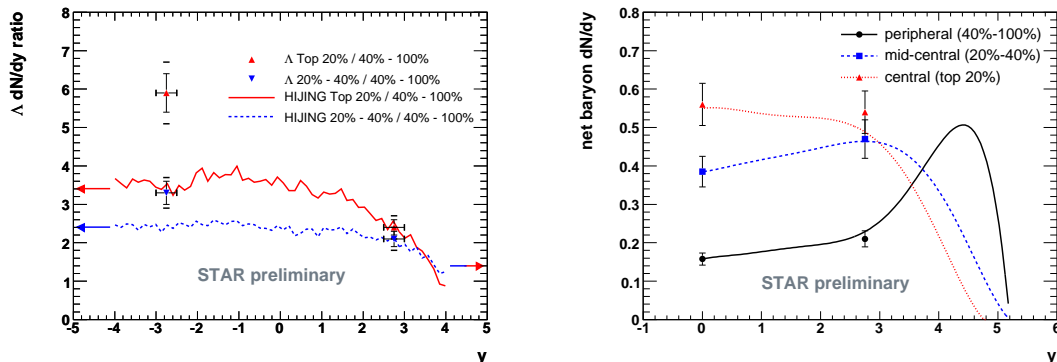 Λ dN/dy ratio
8
7
6
5
4
3
2
1
0
Λ Top 20% / 40% - 100%
Λ 20% - 40% / 40% - 100%
HIJING Top 20% / 40% - 100%
HIJING 20% - 40% / 40% - 100%
STAR preliminary
-5 -4 -3 -2 -1 0 1 2 3 4 5
y
net baryon dN/dy
0.8
0.7
0.6
0.5
0.4
0.3
0.2
0.1
0
peripheral (40%-100%)
mid-central (20%-40%)
central (top 20%)
STAR preliminary
-1 0 1 2 3 4 5 6
y